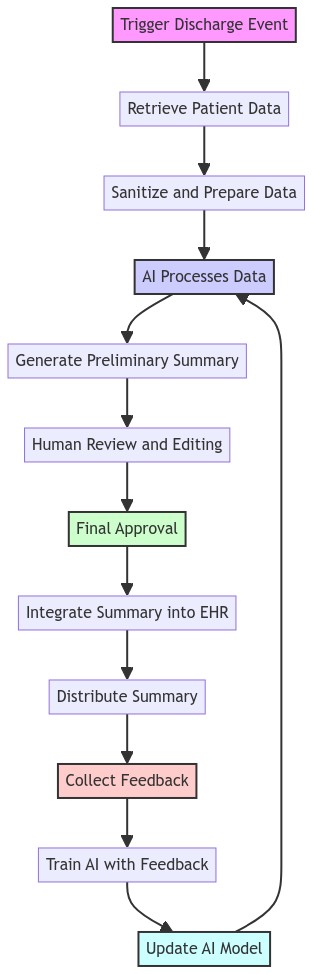 Trigger Discharge Event
Retrieve Patient Data
Sanitize and Prepare Data
AI Processes Data
Generate Preliminary Summary
Human Review and Editing
Final Approval
Integrate Summary into EHR
Distribute Summary
Collect Feedback
Train AI with Feedback
Update AI Model